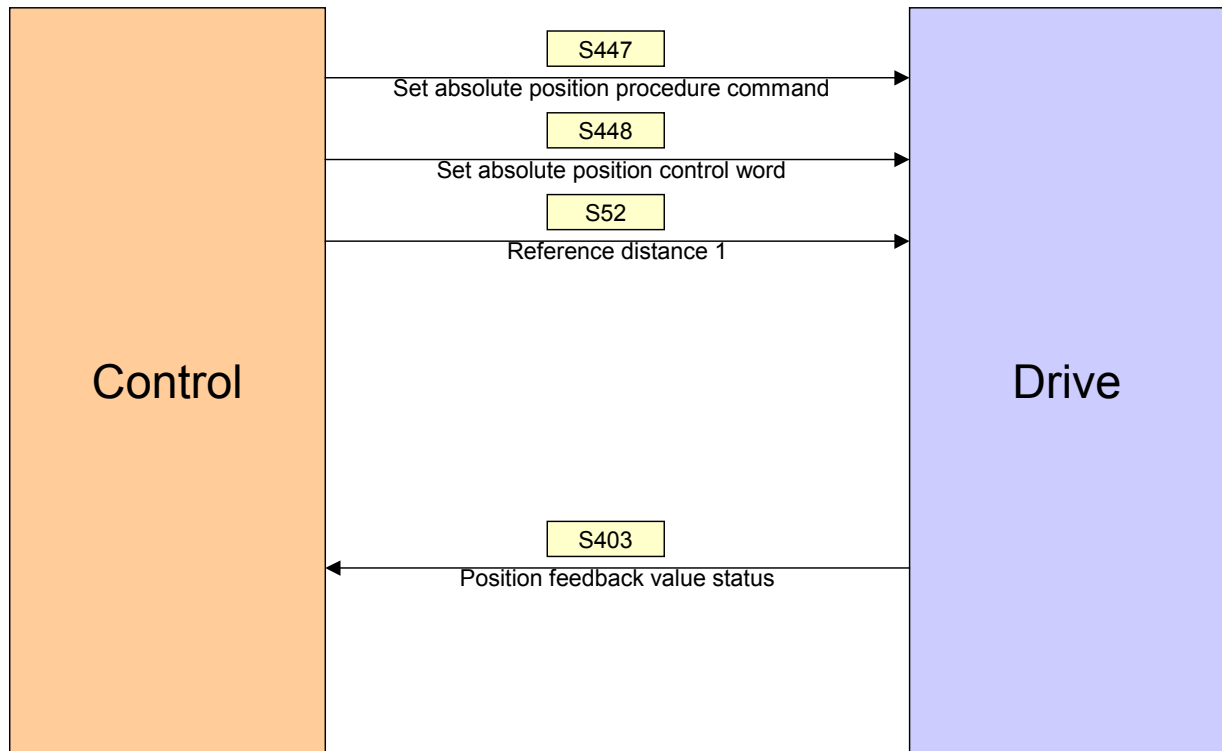 S447
Set absolute position procedure command
S448
Set absolute position control word
S52
Reference distance 1
Control
Drive
S403
Position feedback value status